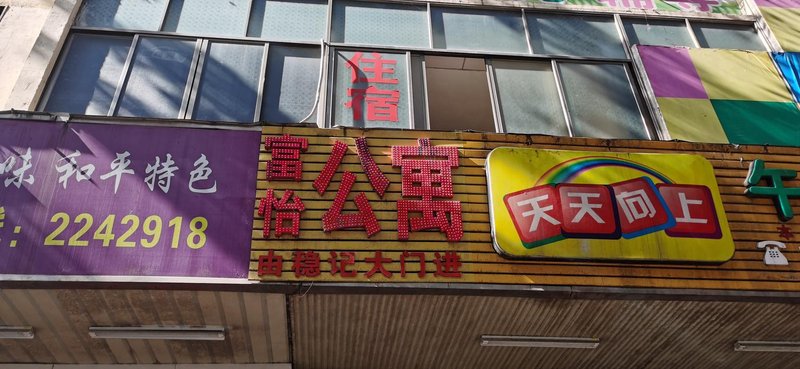 住宿
味 和平特色
: 2242918
富怡公寓
由稳记大门进
天天向上
午